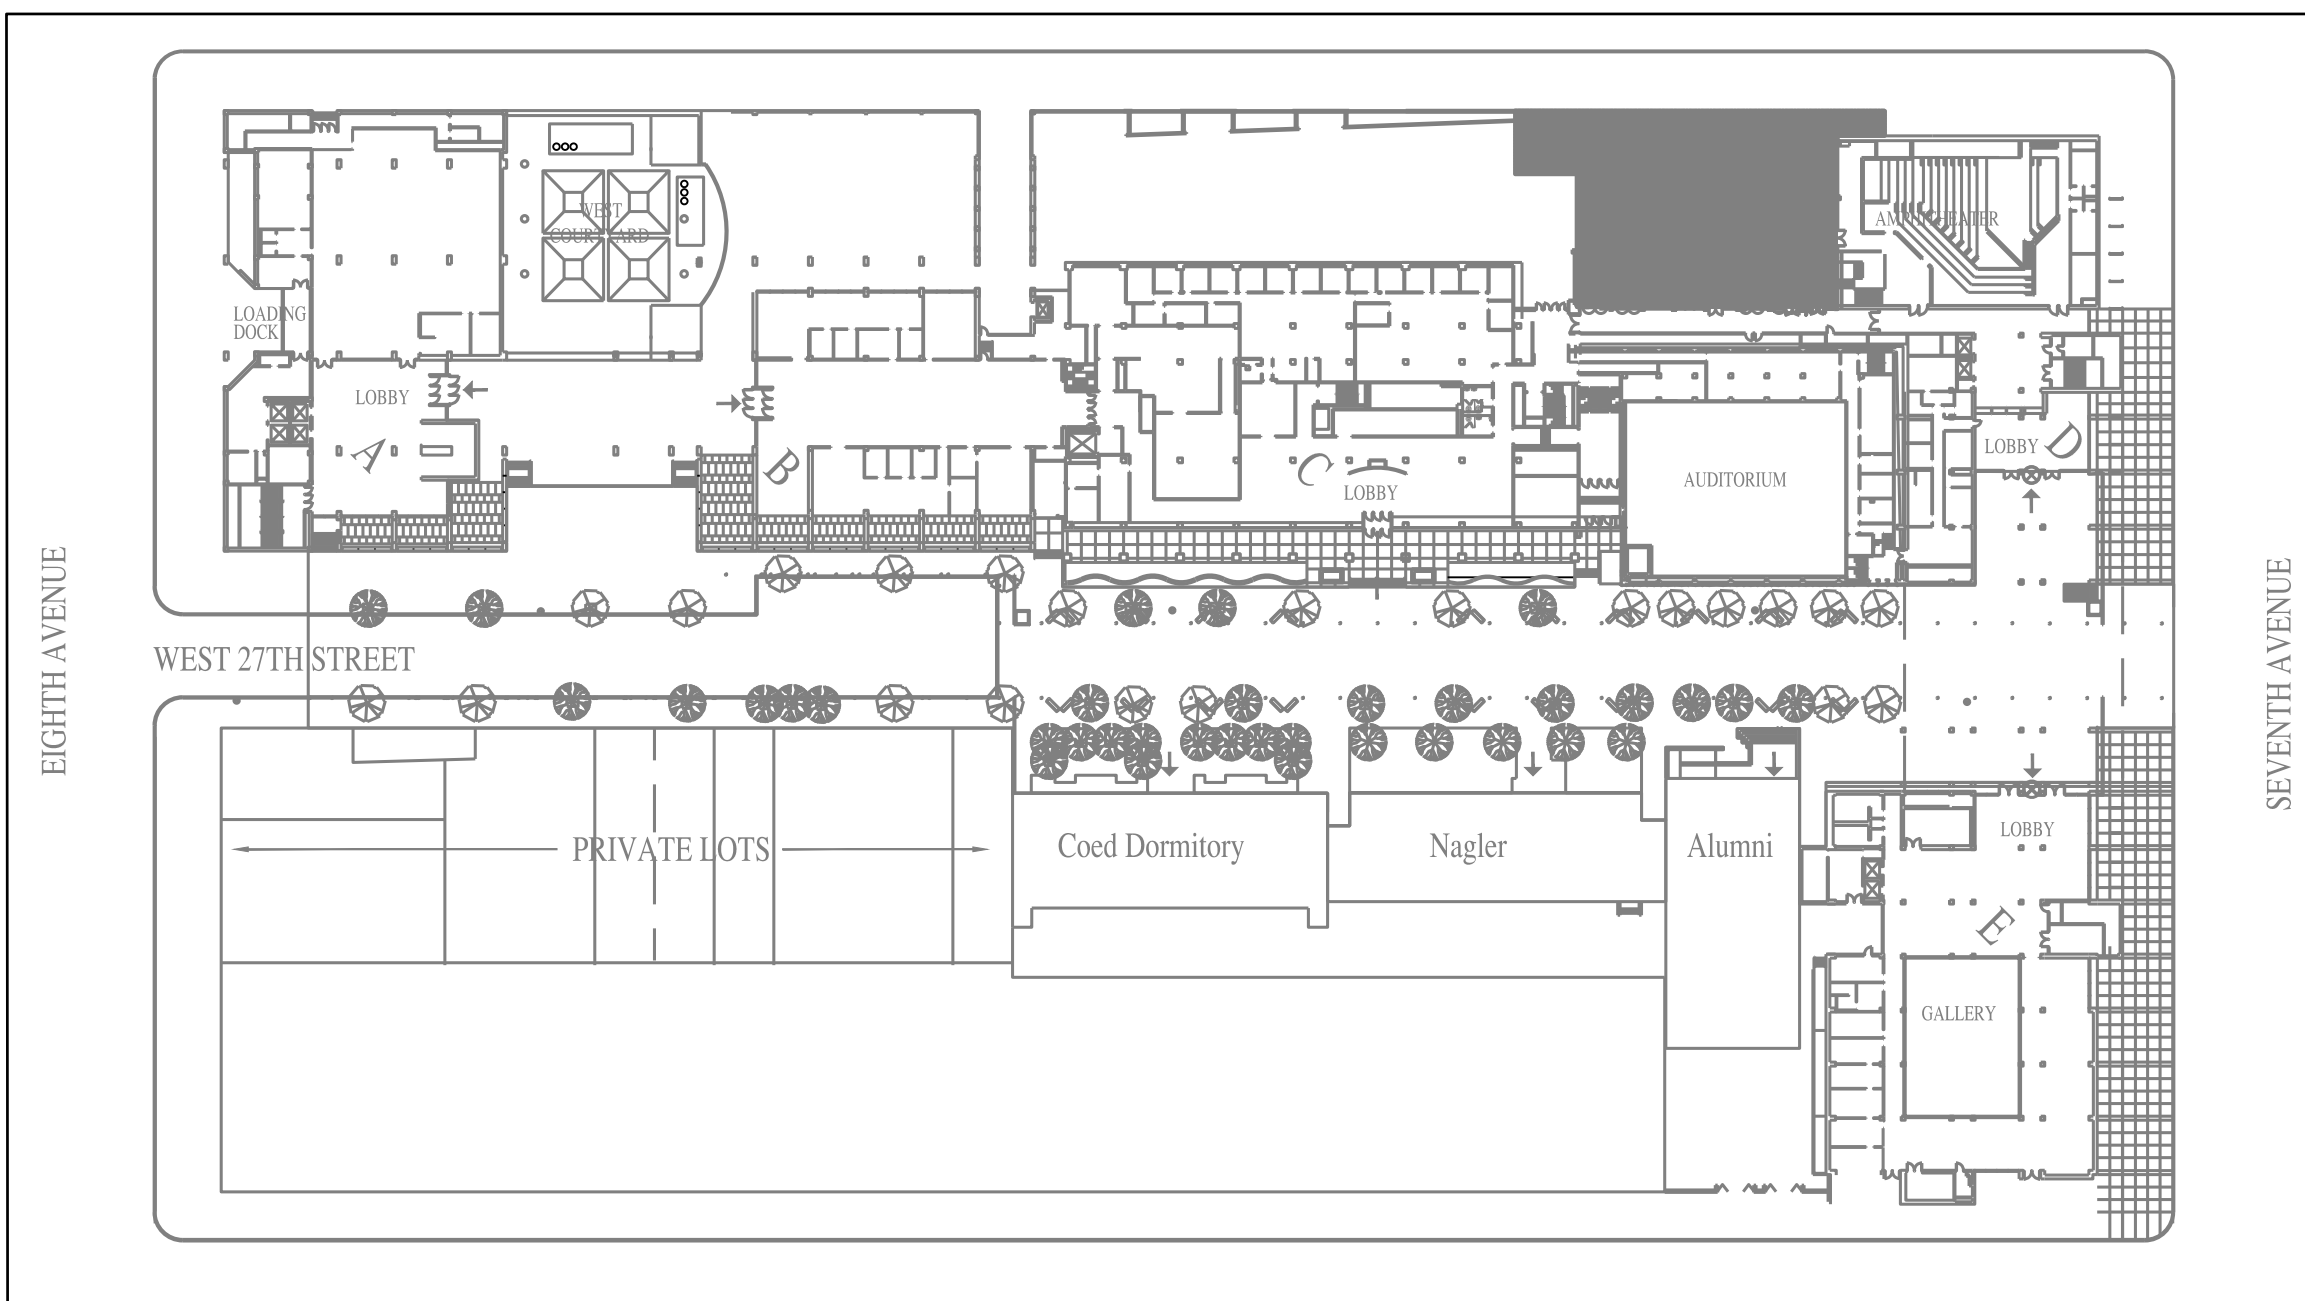 WEST
COURTYARD
AMPHITHEATER
LOADING
DOCK
LOBBY
A
B
C
LOBBY
AUDITORIUM
LOBBY
D
EIGHTH AVENUE
WEST 27TH STREET
SEVENTH AVENUE
PRIVATE LOTS
Coed Dormitory
Nagler
Alumni
LOBBY
E
GALLERY